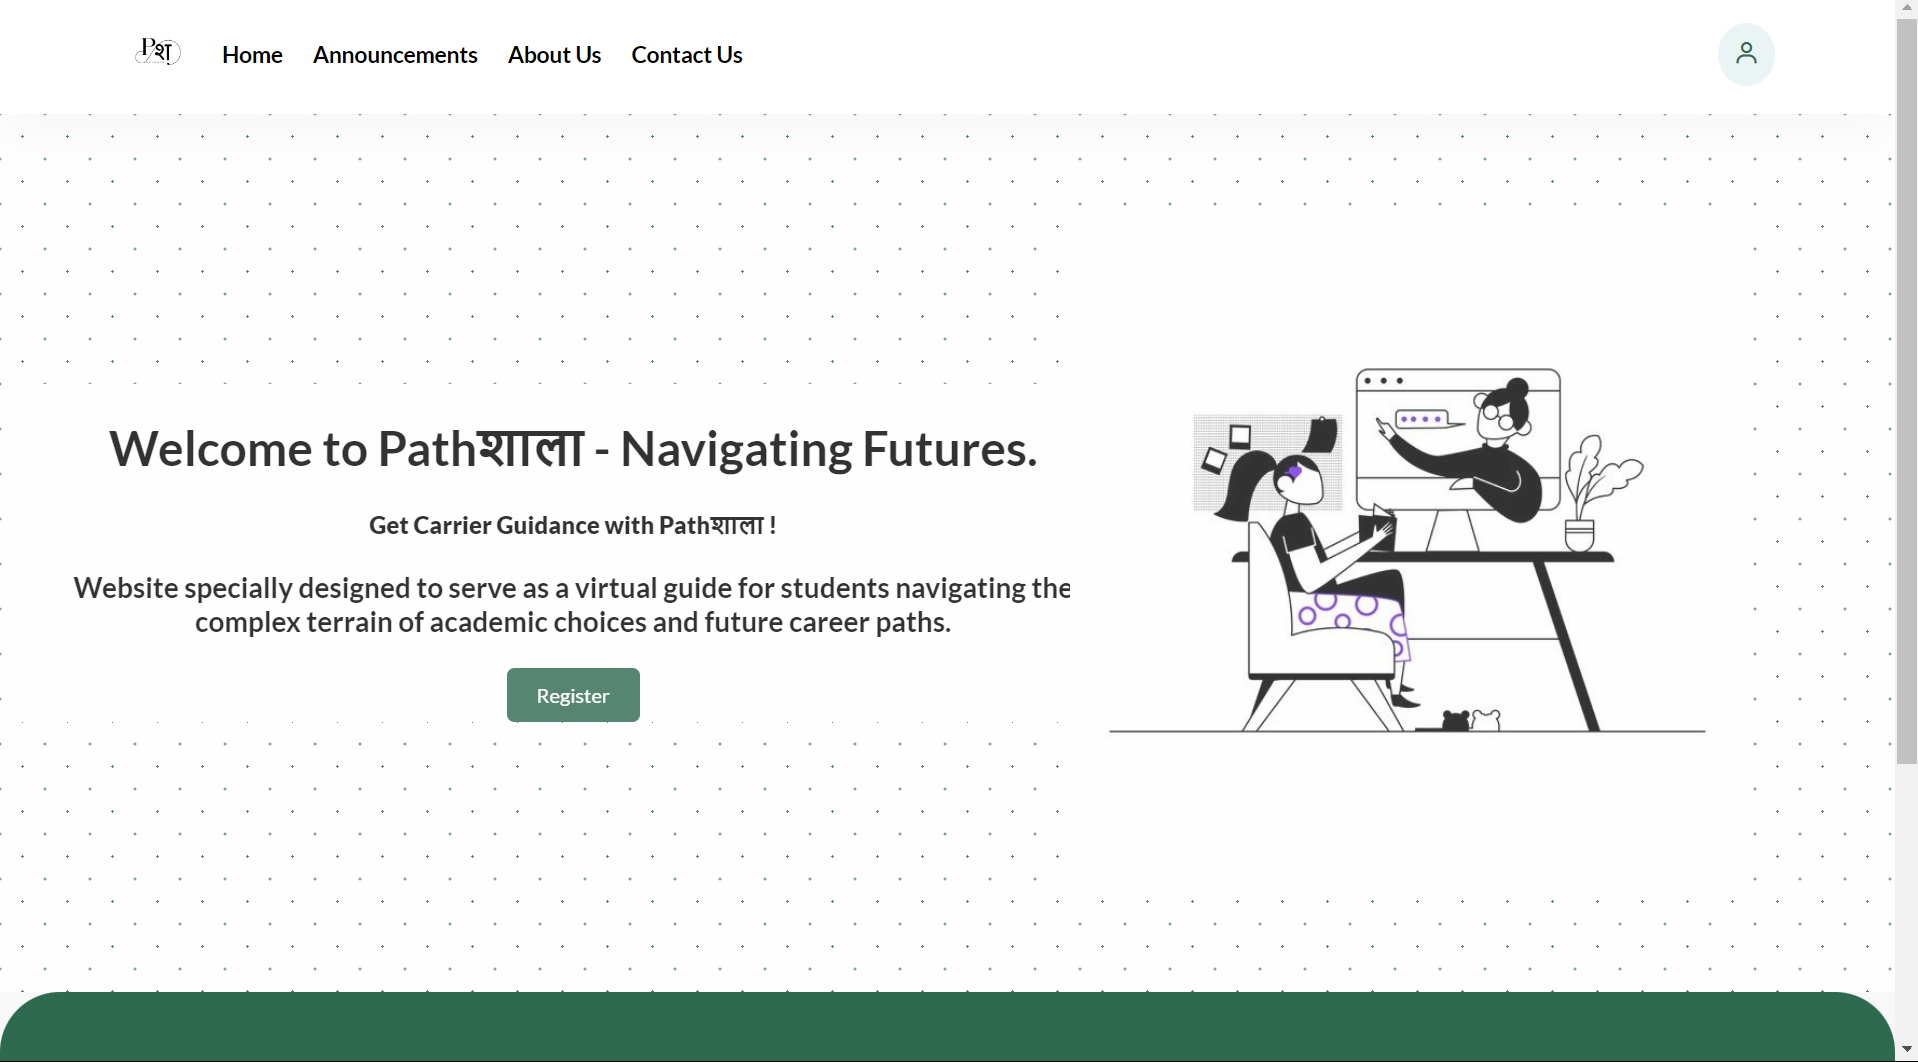 Pश
Home
Announcements
About Us
Contact Us
Welcome to Pathशाला - Navigating Futures.
Get Carrier Guidance with Pathशाला !
Website specially designed to serve as a virtual guide for students navigating the
complex terrain of academic choices and future career paths.
Register